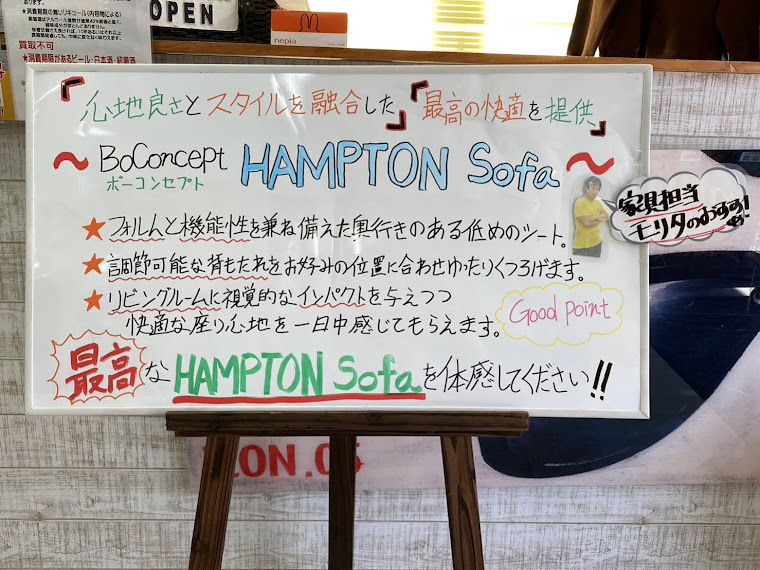 OPEN
nepia
買取不可
『心地良さとスタイルを融合した』『最高の快適を提供』
〜BoConcept HAMPTON Sofa〜
ボーコンセプト
家具担当
モリタのおすすめ!
★フォルムと機能性を兼ね備えた奥行きのある低めのシート。
★調節可能な背もたれをお好みの位置に合わせゆったりくつろげます。
★リビングルームに視覚的なインパクトを与えつつ
快適な座り心地を一日中感じてもらえます。
Good point
最高なHAMPTON Sofaを体感してください!!